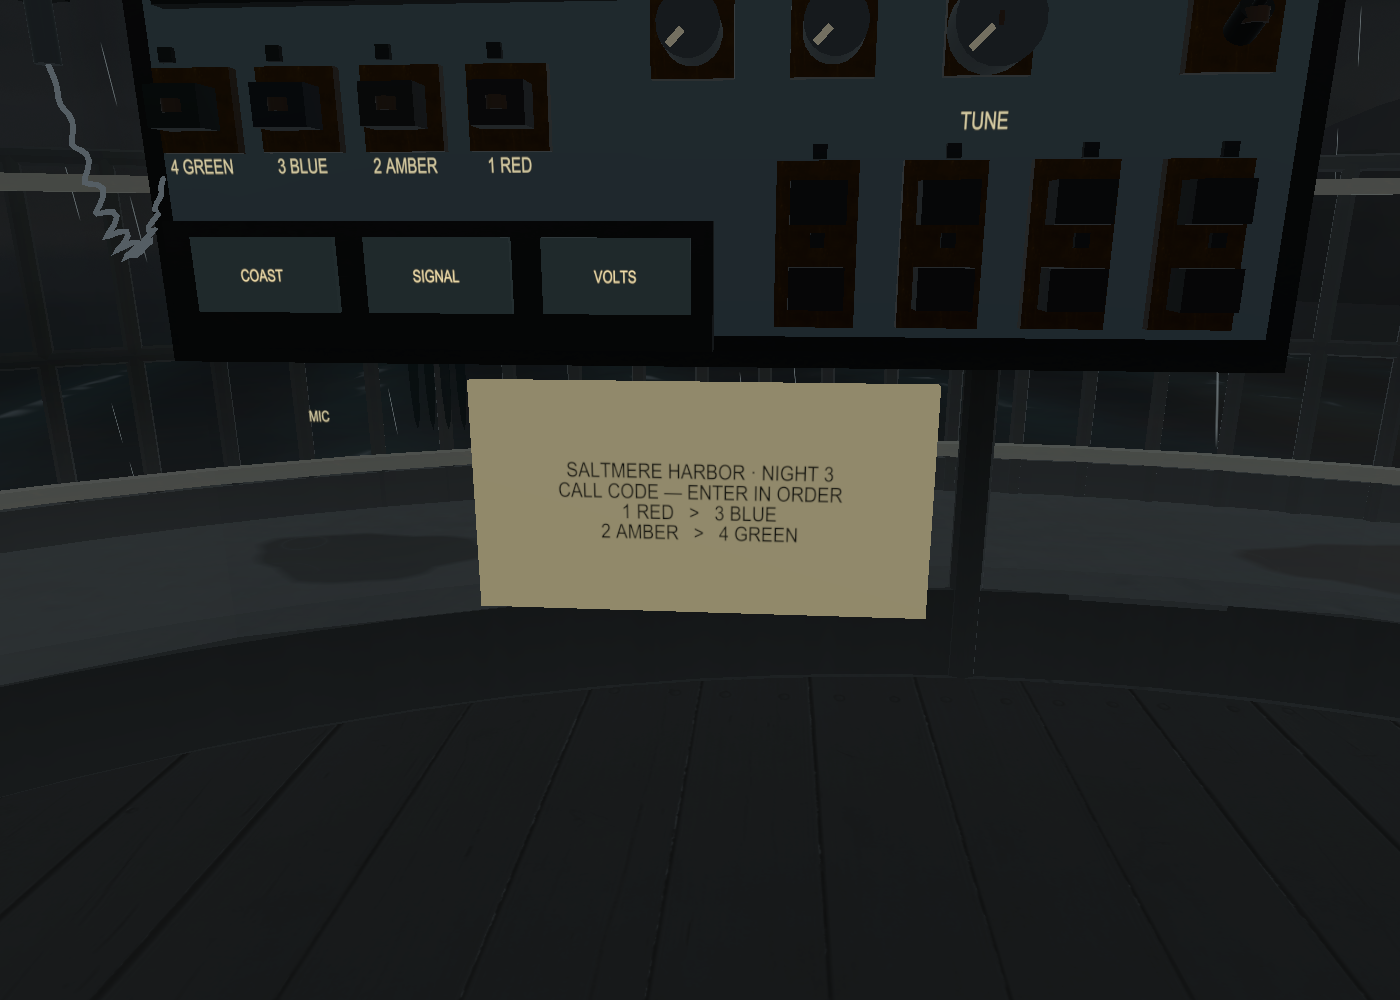 TUNE
4 GREEN 3 BLUE 2 AMBER 1 RED
COAST SIGNAL VOLTS
MIC
SALTMERE HARBOR · NIGHT 3
CALL CODE — ENTER IN ORDER
1 RED > 3 BLUE
2 AMBER > 4 GREEN